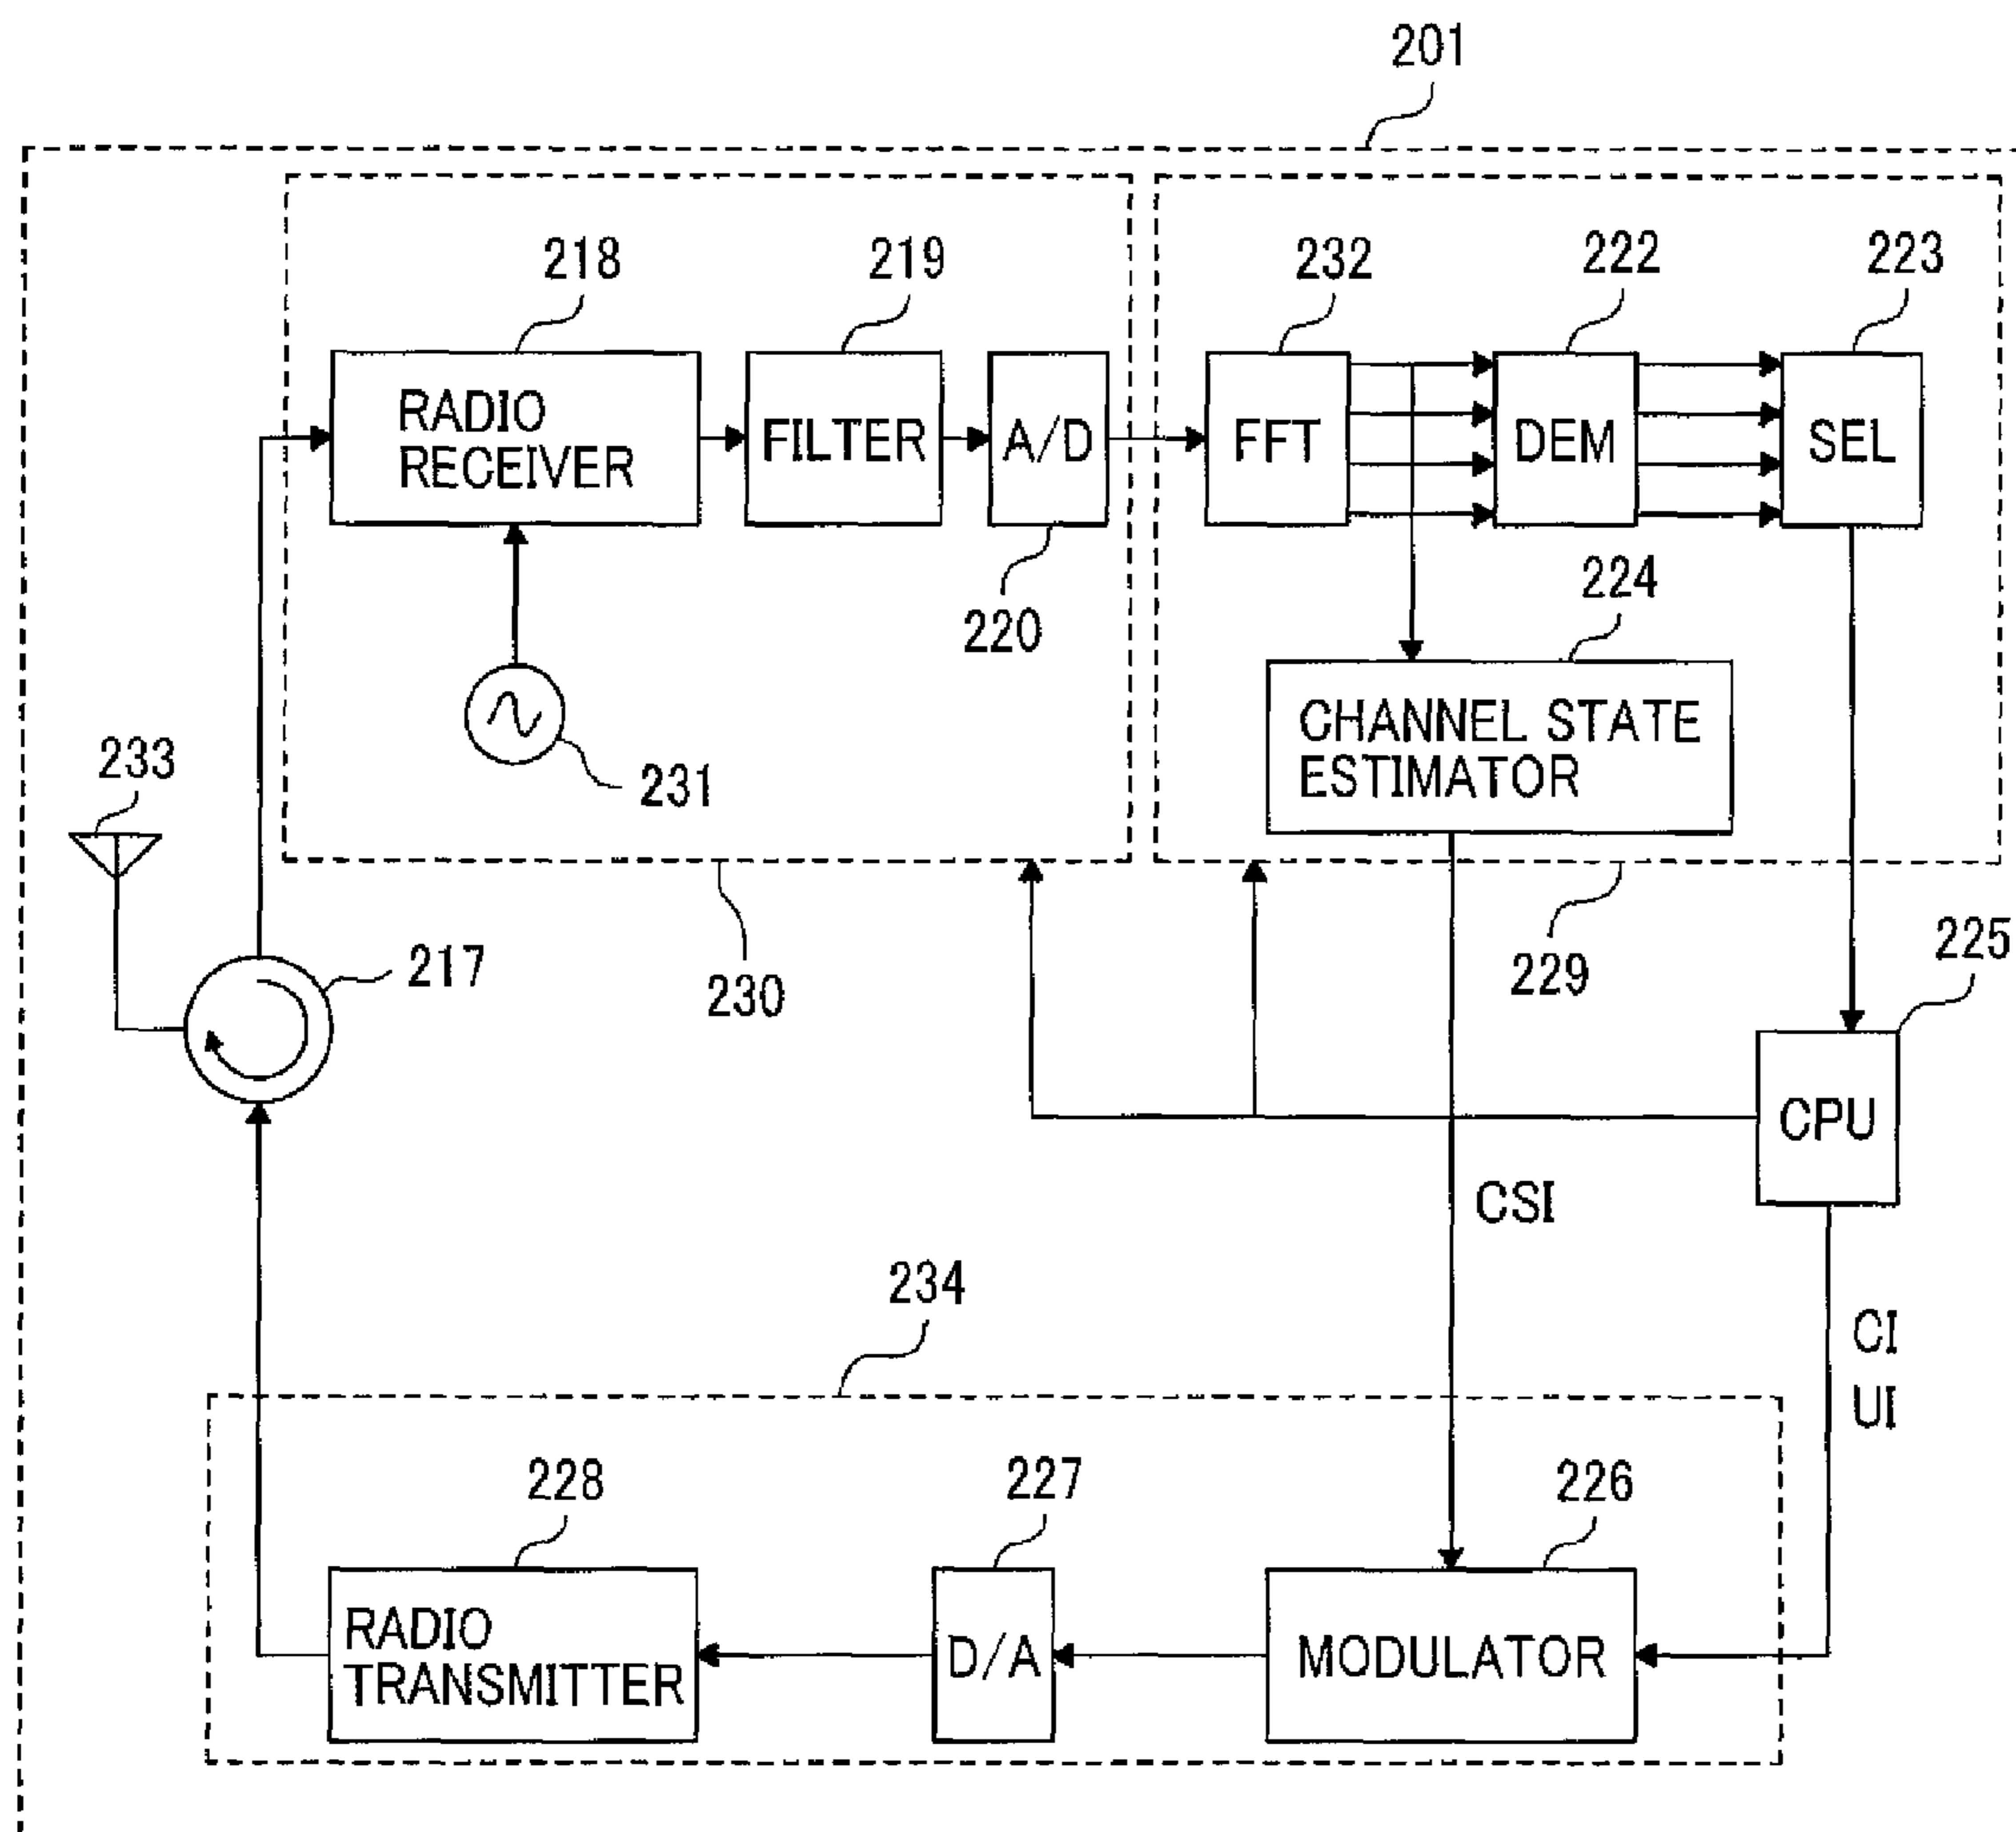 201
218
219
232
222
223
RADIO
RECEIVER
FILTER
A/D
FFT
DEM
SEL
220
224
231
CHANNEL STATE
ESTIMATOR
233
217
230
229
225
CPU
CSI
234
CI
UI
228
227
226
RADIO
TRANSMITTER
D/A
MODULATOR